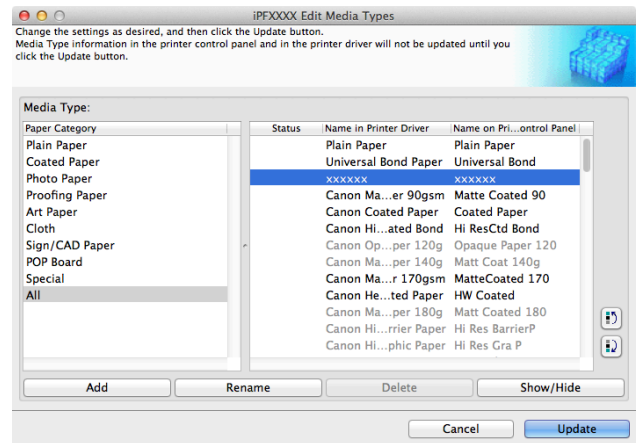 iPFXXXX Edit Media Types
Change the settings as desired, and then click the Update button.
Media Type information in the printer control panel and in the printer driver will not be updated until you
click the Update button.
Media Type:
Paper Category
Plain Paper
Coated Paper
Photo Paper
Proofing Paper
Art Paper
Cloth
Sign/CAD Paper
POP Board
Special
All
Status Name in Printer Driver Name on Pri...ontrol Panel
Plain Paper Plain Paper
Universal Bond Paper Universal Bond
xxxxxx xxxxxx
Canon Ma...er 90gsm Matte Coated 90
Canon Coated Paper Coated Paper
Canon Hi...ated Bond Hi ResCtd Bond
Canon Op...per 120g Opaque Paper 120
Canon Ma...per 140g Matt Coat 140g
Canon Ma...r 170gsm MatteCoated 170
Canon He...ted Paper HW Coated
Canon Ma...per 180g Matt Coated 180
Canon Hi...rrier Paper Hi Res BarrierP
Canon Hi...phic Paper Hi Res Gra P
Add Rename Delete Show/Hide
Cancel Update